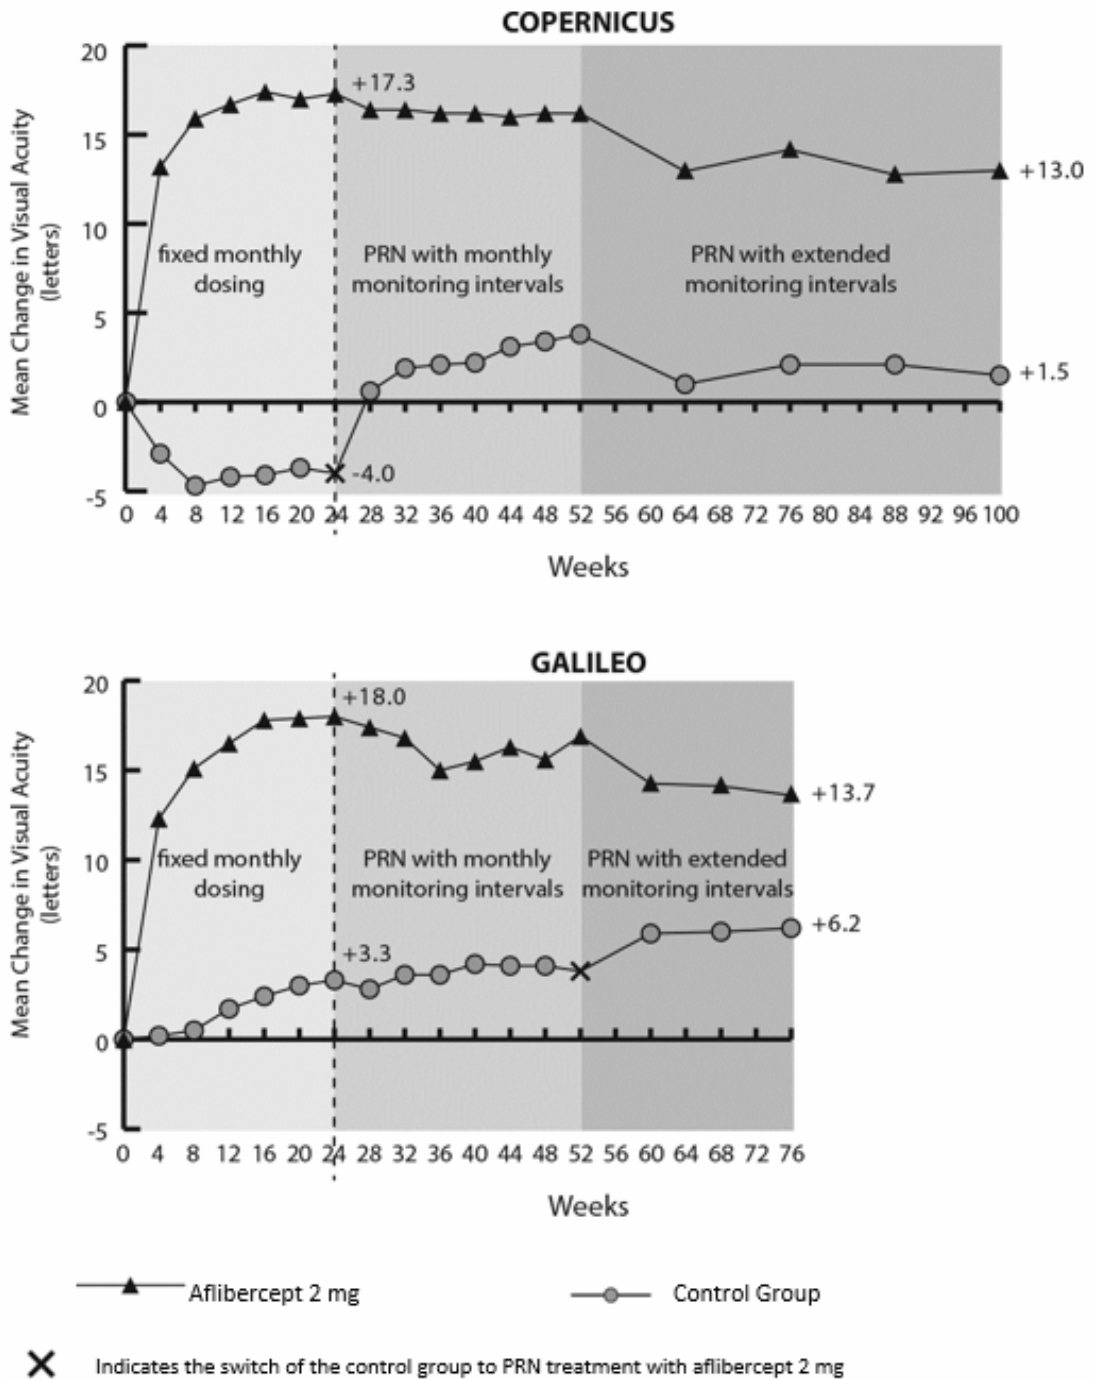 COPERNICUS
20
15
10
5
0
-5
Mean Change in Visual Acuity
(letters)
+17.3
+13.0
fixed monthly
dosing
PRN with monthly
monitoring intervals
PRN with extended
monitoring intervals
+1.5
-4.0
0 4 8 12 16 20 24 28 32 36 40 44 48 52 56 60 64 68 72 76 80 84 88 92 96 100
Weeks
GALILEO
20
15
10
5
0
-5
Mean Change in Visual Acuity
(letters)
+18.0
+13.7
fixed monthly
dosing
PRN with monthly
monitoring intervals
PRN with extended
monitoring intervals
+3.3
+6.2
0 4 8 12 16 20 24 28 32 36 40 44 48 52 56 60 64 68 72 76
Weeks
Aflibercept 2 mg
Control Group
Indicates the switch of the control group to PRN treatment with aflibercept 2 mg